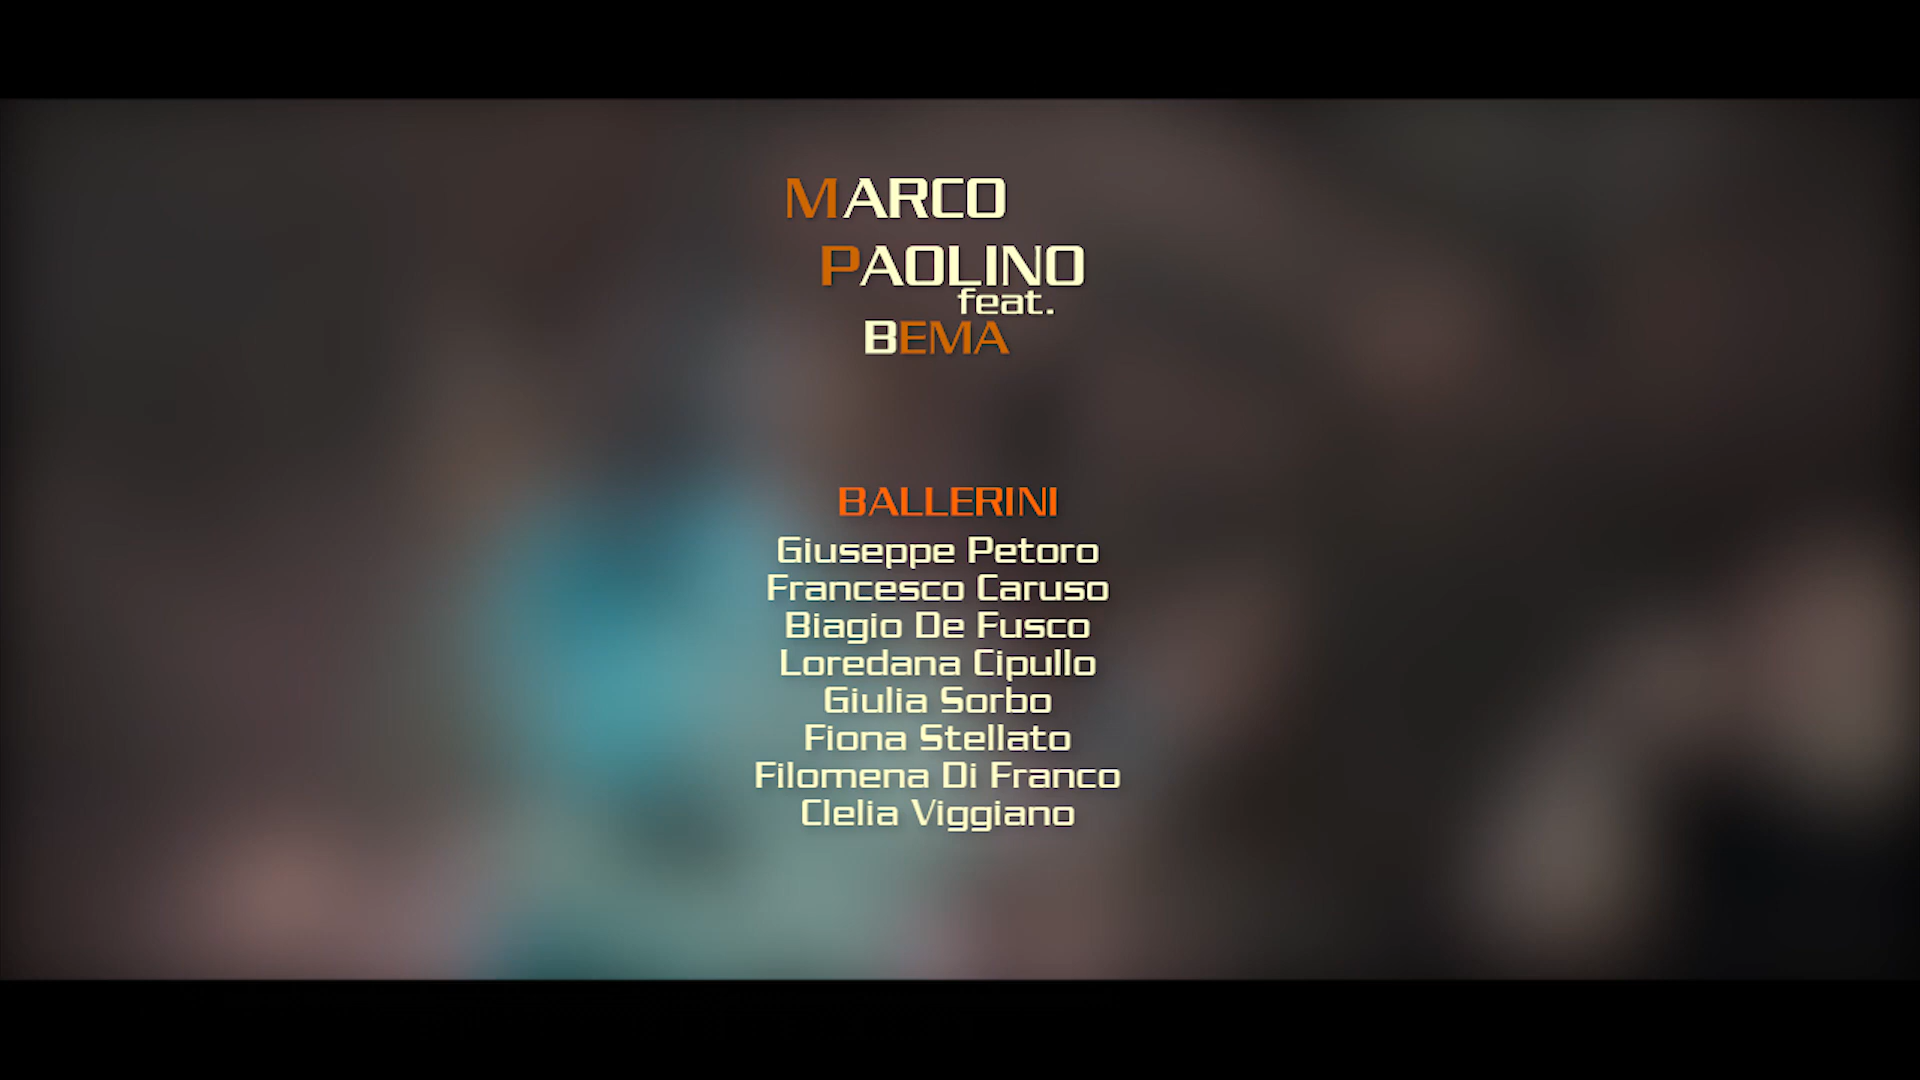 MARCO
PAOLINO
feat.
BEMA
BALLERINI
Giuseppe Petoro
Francesco Caruso
Biagio De Fusco
Loredana Cipullo
Giulia Sorbo
Fiona Stellato
Filomena Di Franco
Clelia Viggiano